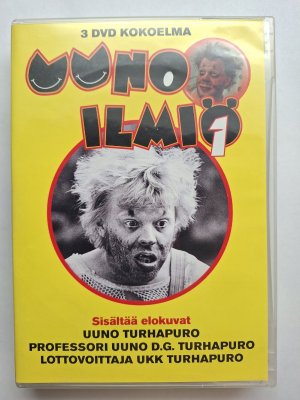 3 DVD KOKOELMA
UUNO
ILMIÖ
1
Sisältää elokuvat
UUNO TURHAPURO
PROFESSORI UUNO D.G. TURHAPURO
LOTTOVOITTAJA UKK TURHAPURO